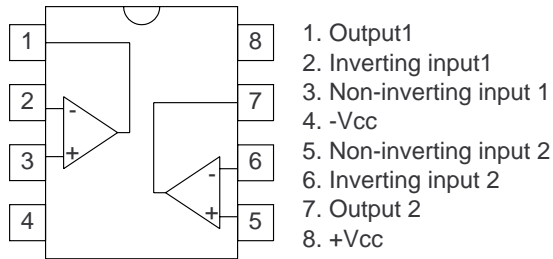 1
2
3
4
8
7
6
5
-
+
-
+
1. Output1
2. Inverting input1
3. Non-inverting input 1
4. -Vcc
5. Non-inverting input 2
6. Inverting input 2
7. Output 2
8. +Vcc